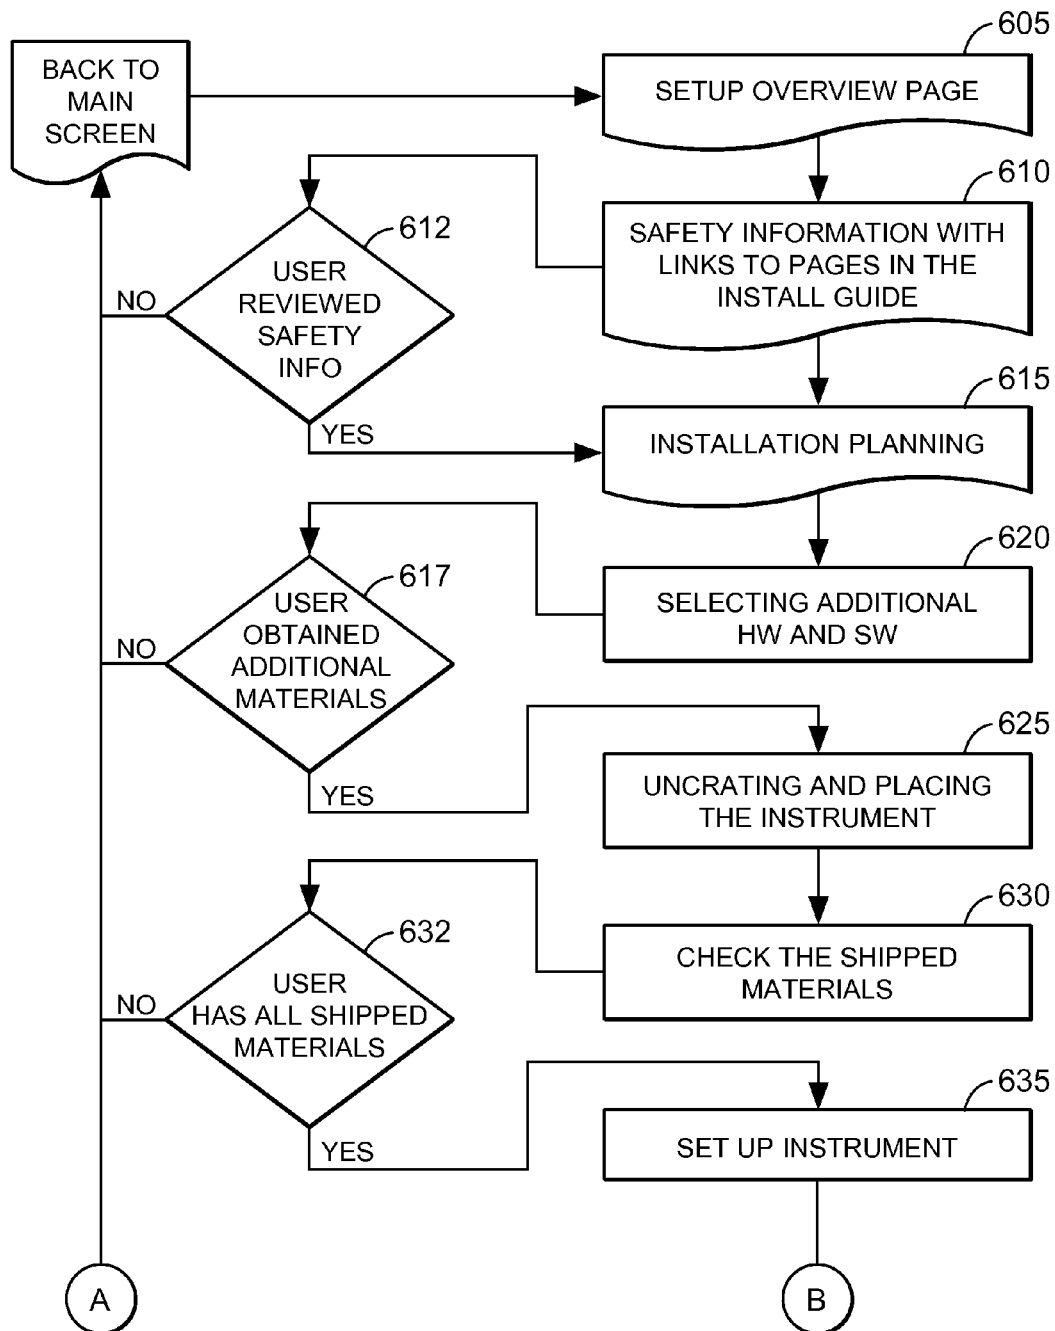 605
BACK TO
MAIN
SCREEN
SETUP OVERVIEW PAGE
610
612
SAFETY INFORMATION WITH
LINKS TO PAGES IN THE
INSTALL GUIDE
USER
REVIEWED
SAFETY
INFO
NO
YES
615
INSTALLATION PLANNING
620
617
SELECTING ADDITIONAL
HW AND SW
USER
OBTAINED
ADDITIONAL
MATERIALS
NO
YES
625
UNCRATING AND PLACING
THE INSTRUMENT
630
632
CHECK THE SHIPPED
MATERIALS
USER
HAS ALL SHIPPED
MATERIALS
NO
YES
635
SET UP INSTRUMENT
A
B